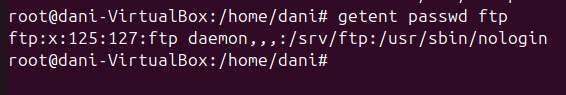 root@dani-VirtualBox:/home/dani# getent passwd ftp
ftp:x:125:127:ftp daemon,,,:/srv/ftp:/usr/sbin/nologin
root@dani-VirtualBox:/home/dani#